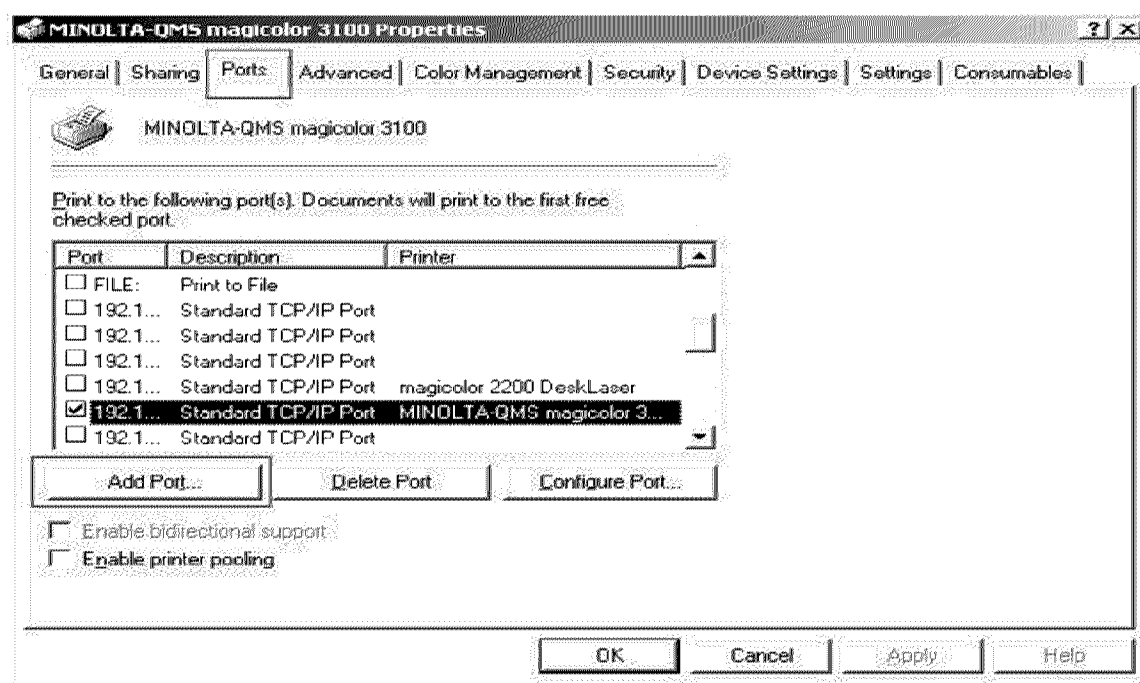 MINOLTA-QMS magicolor 3100 Properties ? ×
General Sharing Ports Advanced Color Management Security Device Settings Settings Consumables
MINOLTA-QMS magicolor 3100
Print to the following port(s). Documents will print to the first free
checked port.
Port Description Printer
FILE: Print to File
192.1... Standard TCP/IP Port
192.1... Standard TCP/IP Port
192.1... Standard TCP/IP Port
192.1... Standard TCP/IP Port magicolor 2200 DeskLaser
192.1... Standard TCP/IP Port MINOLTA-QMS magicolor 3...
192.1... Standard TCP/IP Port
Add Port... Delete Port Configure Port...
Enable bidirectional support
Enable printer pooling
OK Cancel Apply Help